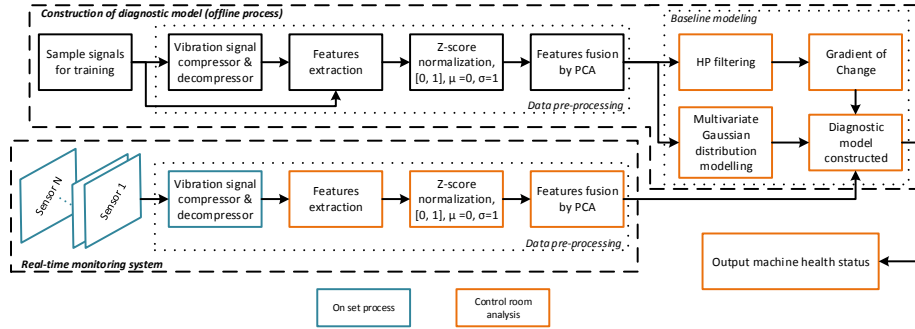 Construction of diagnostic model (offline process)
Baseline modeling
Sample signals
for training
Vibration signal
compressor &
decompressor
Features
extraction
Z-score
normalization,
[0, 1], μ =0, σ=1
Features fusion
by PCA
HP filtering
Gradient of
Change
Data pre-processing
Multivariate
Gaussian
distribution
modelling
Diagnostic
model
constructed
Sensor N
Sensor 1
Vibration signal
compressor &
decompressor
Features
extraction
Z-score
normalization,
[0, 1], μ =0, σ=1
Features fusion
by PCA
Data pre-processing
Real-time monitoring system
Output machine health status
On set process
Control room
analysis